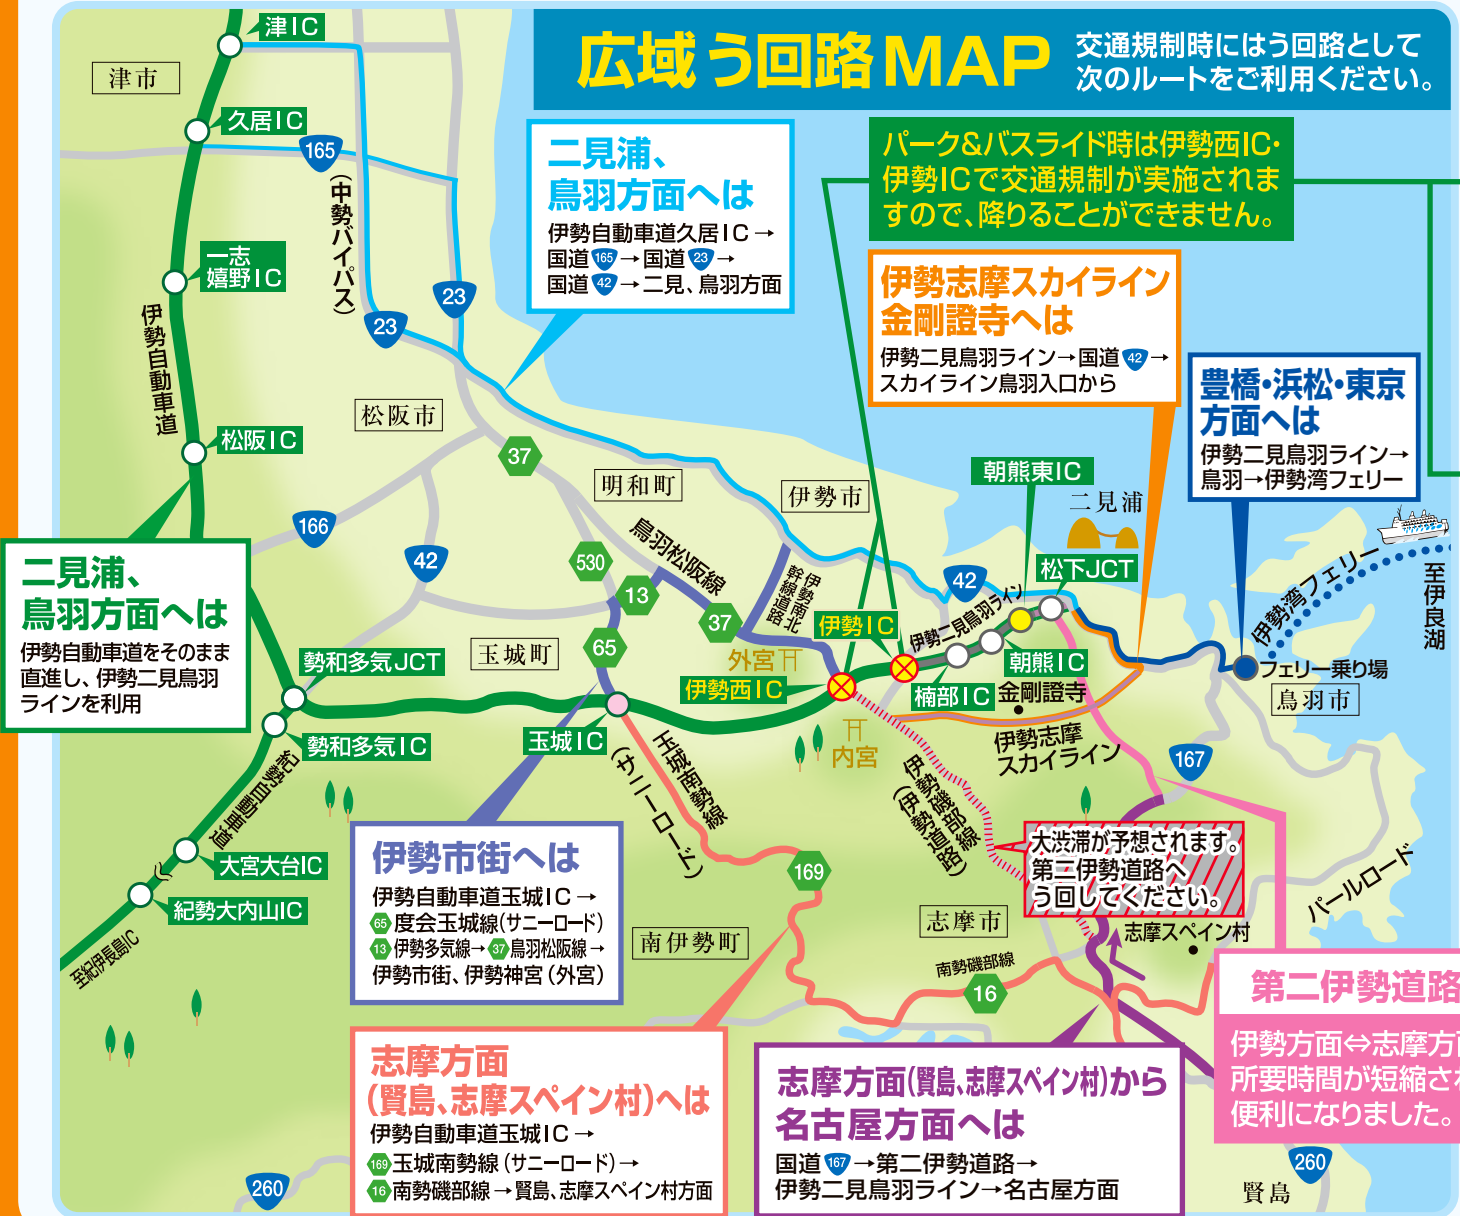 広域う回路MAP
交通規制時にはう回路として
次のルートをご利用ください。
津IC
津市
久居IC
165
(中勢バイパス)
一志
嬉野IC
伊勢自動車道
23
23
松阪市
松阪IC
37
166
42
二見浦、
鳥羽方面へは
伊勢自動車道久居IC→
国道165→国道23→
国道42→二見、鳥羽方面
パーク&バスライド時は伊勢西IC・
伊勢ICで交通規制が実施されま
すので、降りることができません。
伊勢志摩スカイライン
金剛證寺へは
伊勢二見鳥羽ライン→国道42→
スカイライン鳥羽入口から
豊橋・浜松・東京
方面へは
伊勢二見鳥羽ライン→
鳥羽→伊勢湾フェリー
明和町
伊勢市
朝熊東IC
二見浦
松下JCT
42
伊勢二見鳥羽ライン
鳥羽松阪線
伊勢南北
幹線道路
530
13
37
65
玉城町
外宮
伊勢IC
伊勢西IC
朝熊IC
楠部IC
金剛證寺
内宮
伊勢志摩
スカイライン
伊勢湾フェリー
至伊良湖
フェリー乗り場
鳥羽市
167
二見浦、
鳥羽方面へは
伊勢自動車道をそのまま
直進し、伊勢二見鳥羽
ラインを利用
勢和多気JCT
勢和多気IC
玉城IC
玉城南勢線
(サニーロード)
伊勢磯部線
(伊勢道路)
紀勢自動車道
大宮大台IC
紀勢大内山IC
至紀伊長島IC
伊勢市街へは
伊勢自動車道玉城IC→
65度会玉城線(サニーロード)
13伊勢多気線→37鳥羽松阪線→
伊勢市街、伊勢神宮(外宮)
169
大渋滞が予想されます。
第二伊勢道路へ
う回してください。
パールロード
志摩市
志摩スペイン村
南伊勢町
南勢磯部線
16
第二伊勢道路
伊勢方面⇔志摩方
所要時間が短縮さ
便利になりました。
志摩方面
(賢島、志摩スペイン村)へは
伊勢自動車道玉城IC→
169玉城南勢線(サニーロード)→
16南勢磯部線→賢島、志摩スペイン村方面
志摩方面(賢島、志摩スペイン村)から
名古屋方面へは
国道167→第二伊勢道路→
伊勢二見鳥羽ライン→名古屋方面
260
260
賢島